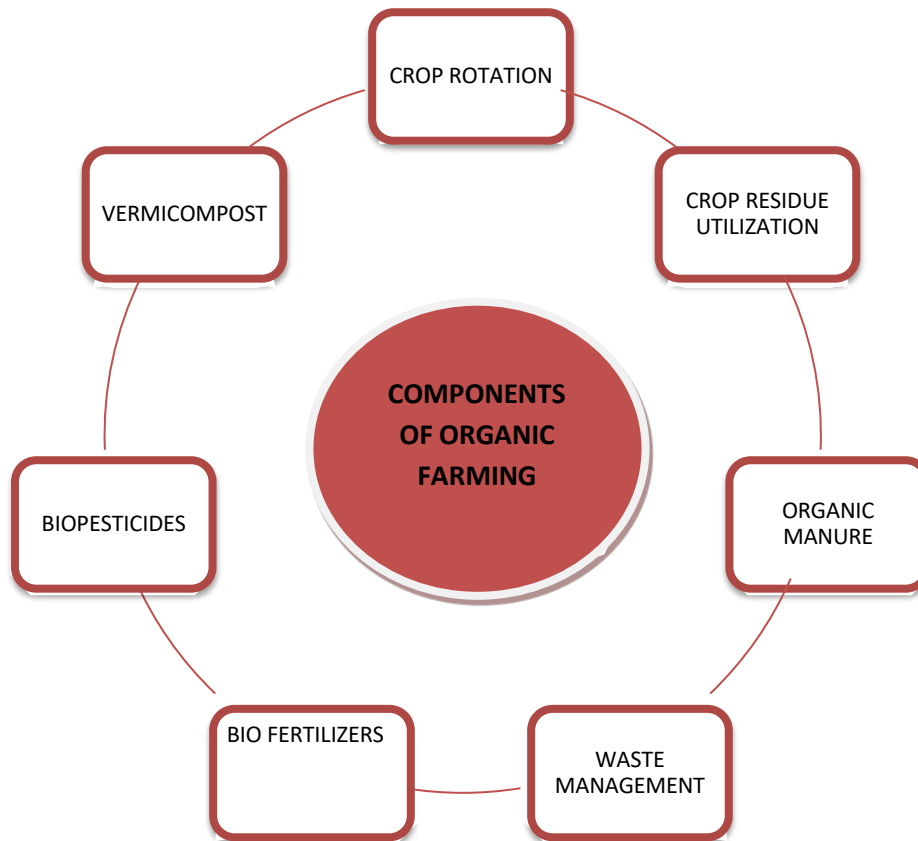 CROP ROTATION
CROP RESIDUE
UTILIZATION
ORGANIC
MANURE
WASTE
MANAGEMENT
BIO FERTILIZERS
BIOPESTICIDES
VERMICOMPOST
COMPONENTS
OF ORGANIC
FARMING